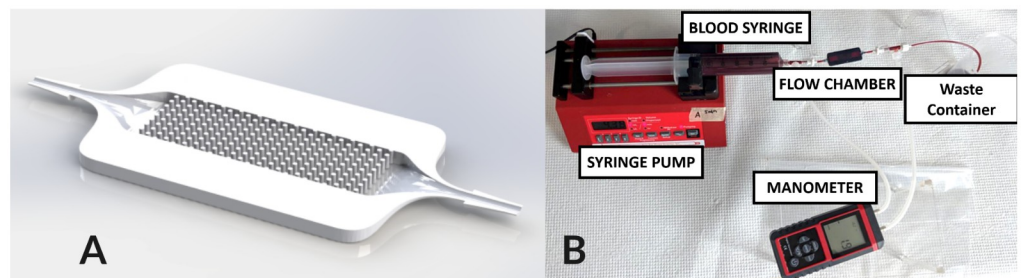 A
BLOOD SYRINGE
FLOW CHAMBER
Waste
Container
SYRINGE PUMP
MANOMETER
B